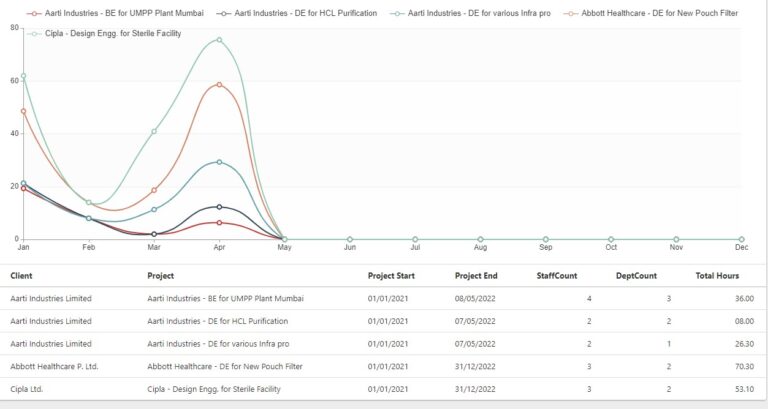 Aarti Industries - BE for UMPP Plant Mumbai Aarti Industries - DE for HCL Purification Aarti Industries - DE for various Infra pro Abbott Healthcare - DE for New Pouch Filter
80 Cipla - Design Engg. for Sterile Facility
60
40
20
0
Jan Feb Mar Apr May Jun Jul Aug Sep Oct Nov Dec
Client Project Project Start Project End StaffCount DeptCount Total Hours
Aarti Industries Limited Aarti Industries - BE for UMPP Plant Mumbai 01/01/2021 08/05/2022 4 3 36.00
Aarti Industries Limited Aarti Industries - DE for HCL Purification 01/01/2021 07/05/2022 2 2 08.00
Aarti Industries Limited Aarti Industries - DE for various Infra pro 01/01/2021 07/05/2022 2 1 26.30
Abbott Healthcare P. Ltd. Abbott Healthcare - DE for New Pouch Filter 01/01/2021 31/12/2022 3 2 70.30
Cipla Ltd. Cipla - Design Engg. for Sterile Facility 01/01/2021 31/12/2022 3 2 53.10